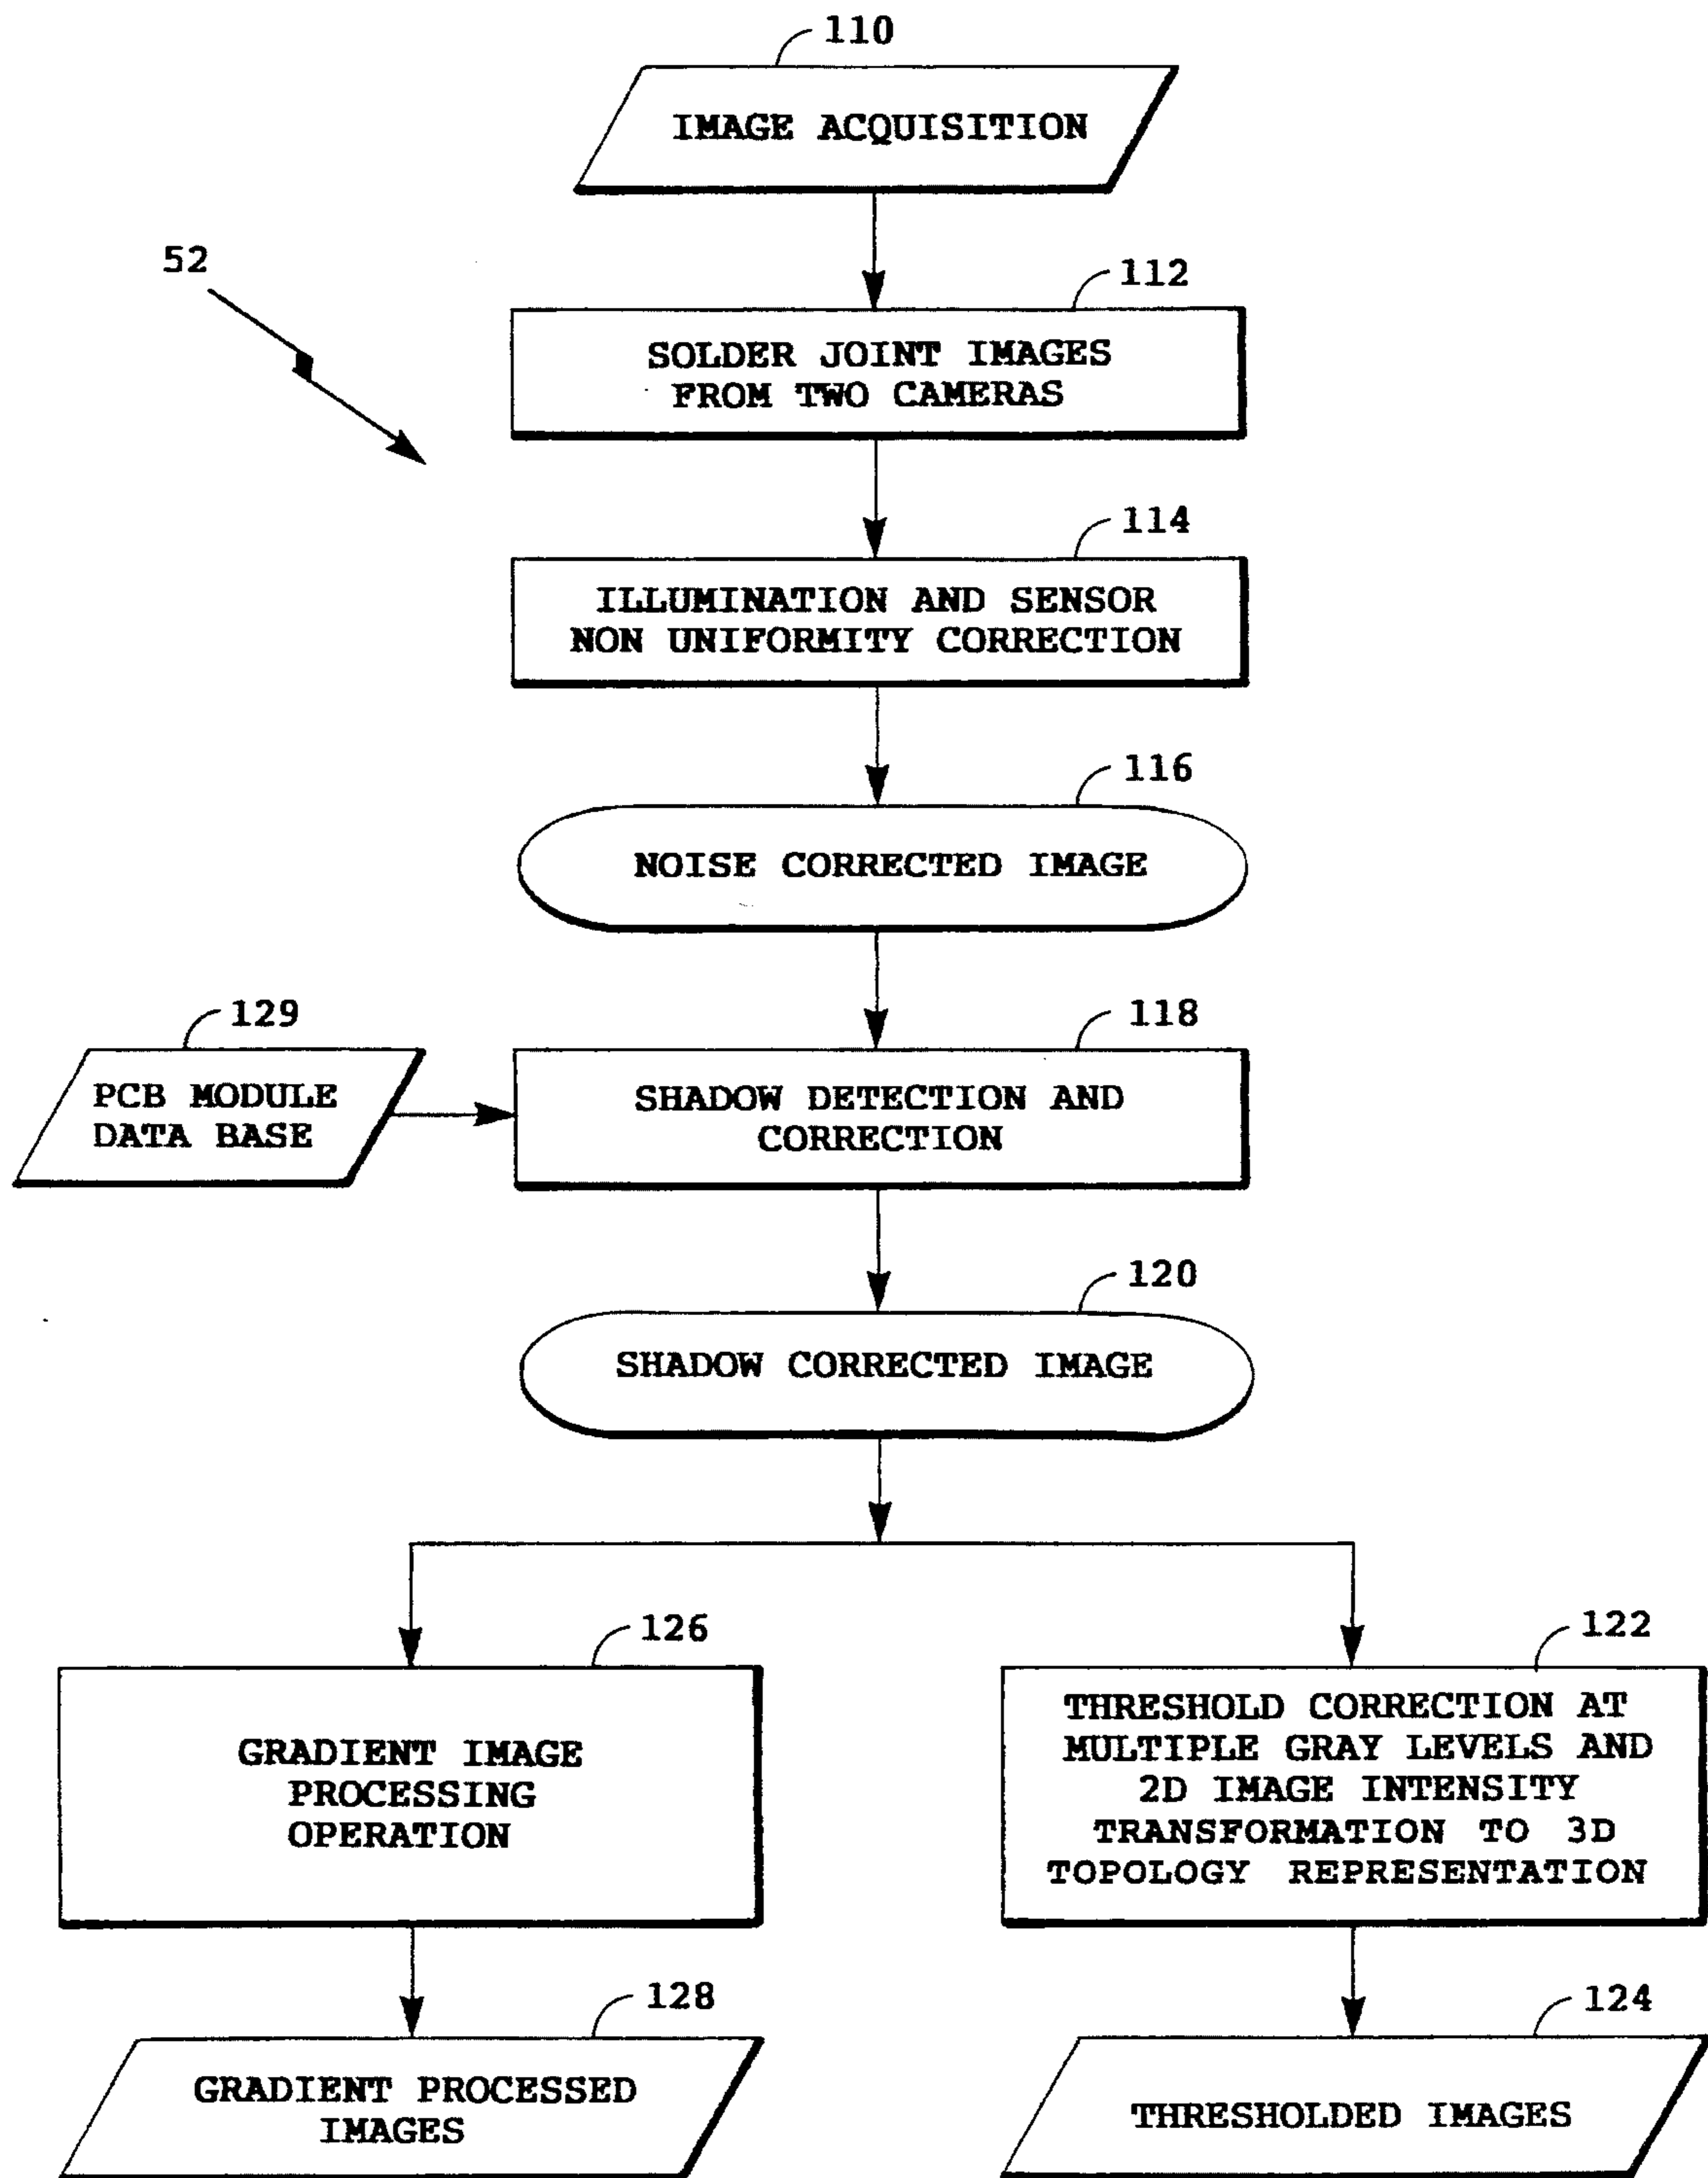 110
IMAGE ACQUISITION
52
112
SOLDER JOINT IMAGES
FROM TWO CAMERAS
114
ILLUMINATION AND SENSOR
NON UNIFORMITY CORRECTION
116
NOISE CORRECTED IMAGE
129
118
PCB MODULE
DATA BASE
SHADOW DETECTION AND
CORRECTION
120
SHADOW CORRECTED IMAGE
126
GRADIENT IMAGE
PROCESSING
OPERATION
122
THRESHOLD CORRECTION AT
MULTIPLE GRAY LEVELS AND
2D IMAGE INTENSITY
TRANSFORMATION TO 3D
TOPOLOGY REPRESENTATION
128
GRADIENT PROCESSED
IMAGES
124
THRESHOLDED IMAGES